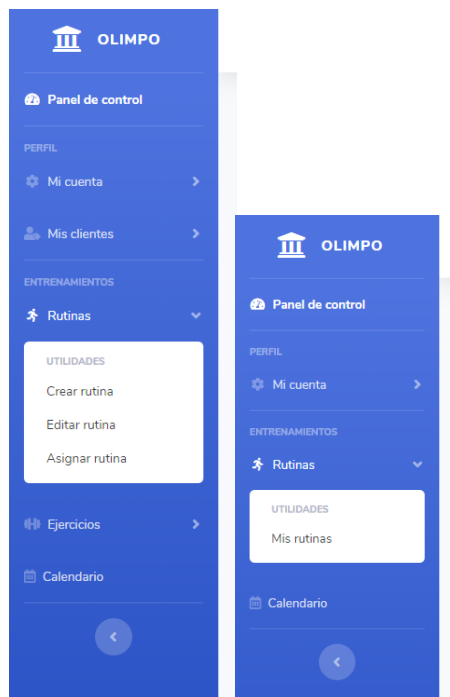 OLIMPO
Panel de control
PERFIL
Mi cuenta
Mis clientes
ENTRENAMIENTOS
Rutinas
UTILIDADES
Crear rutina
Editar rutina
Asignar rutina
Ejercicios
Calendario
OLIMPO
Panel de control
PERFIL
Mi cuenta
ENTRENAMIENTOS
Rutinas
UTILIDADES
Mis rutinas
Calendario